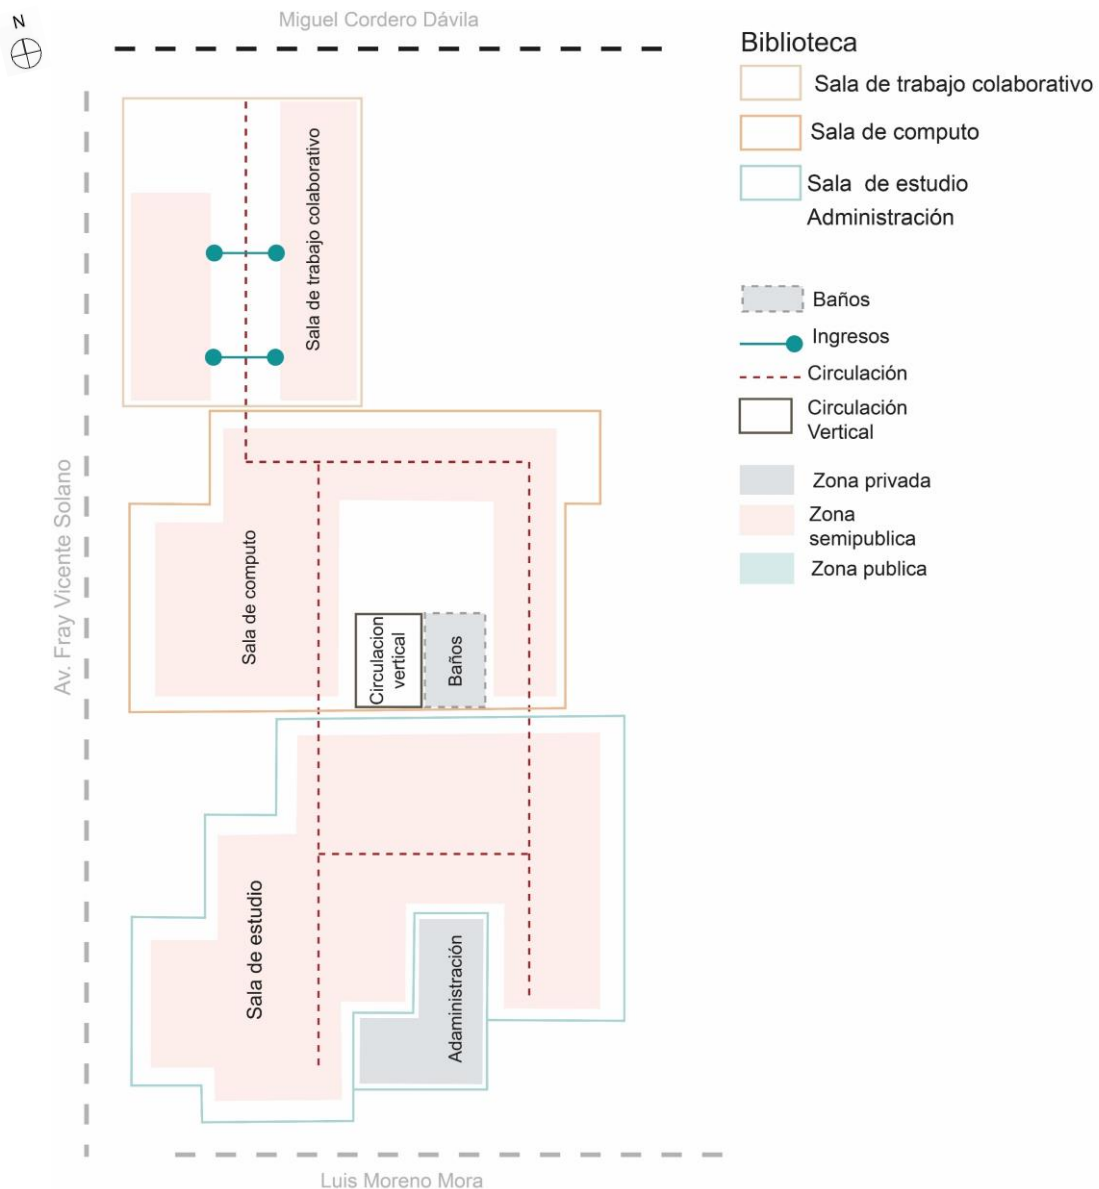 N
Miguel Cordero Dávila
Biblioteca
Sala de trabajo colaborativo
Sala de computo
Sala de estudio
Administración
Baños
Ingresos
Circulación
Circulación
Vertical
Zona privada
Zona
semipublica
Zona publica
Av. Fray Vicente Solano
Sala de trabajo colaborativo
Sala de computo
Circulacion
vertical
Baños
Sala de estudio
Adaministración
Luis Moreno Mora